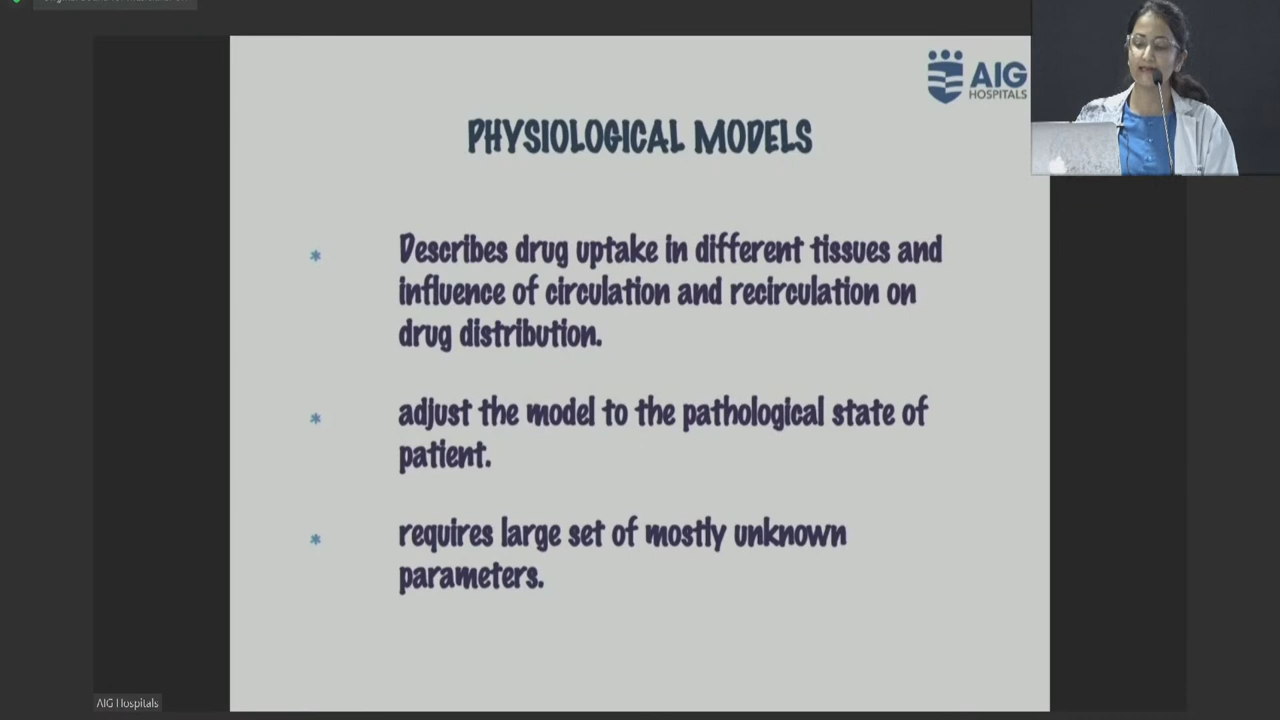 AIG
HOSPITALS
PHYSIOLOGICAL MODELS
* Describes drug uptake in different tissues and
influence of circulation and recirculation on
drug distribution.
* adjust the model to the pathological state of
patient.
* requires large set of mostly unknown
parameters.
AIG Hospitals